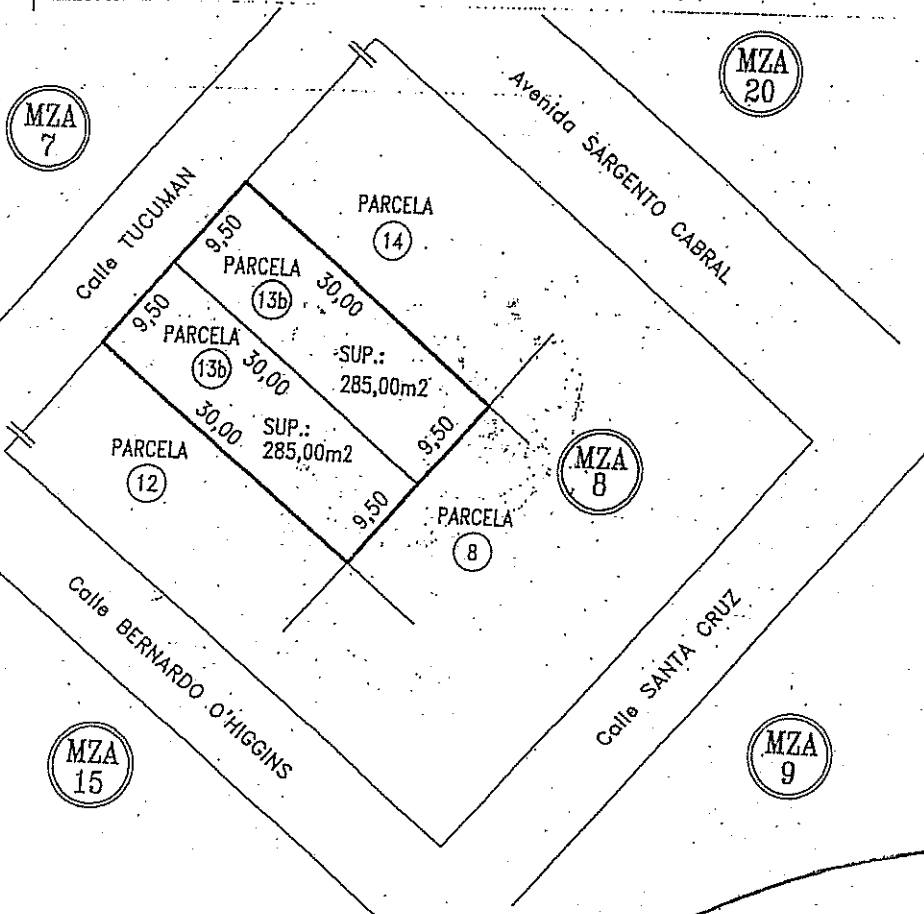 MZA
20
MZA
7
Avenida SARGENTO CABRAL
Calle TUCUMAN
PARCELA
14
9,50
PARCELA
13b
30,00
SUP.:
285,00m2
9,50
9,50
PARCELA
13b
30,00
30,00
SUP.:
285,00m2
9,50
PARCELA
12
MZA
8
PARCELA
8
Calle BERNARDO O'HIGGINS
Calle SANTA CRUZ
MZA
15
MZA
9